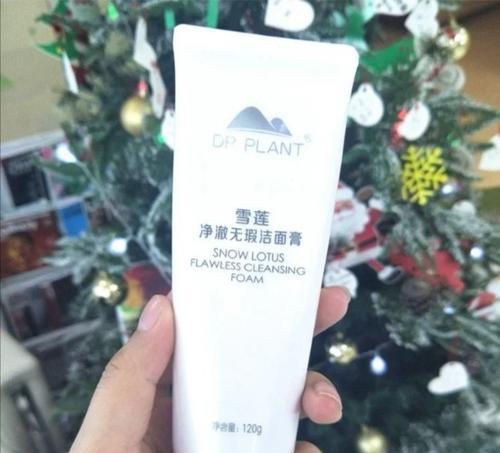 DR PLANT®
雪莲
净澈无瑕洁面膏
SNOW LOTUS
FLAWLESS CLEANSING
FOAM
净含量:120g